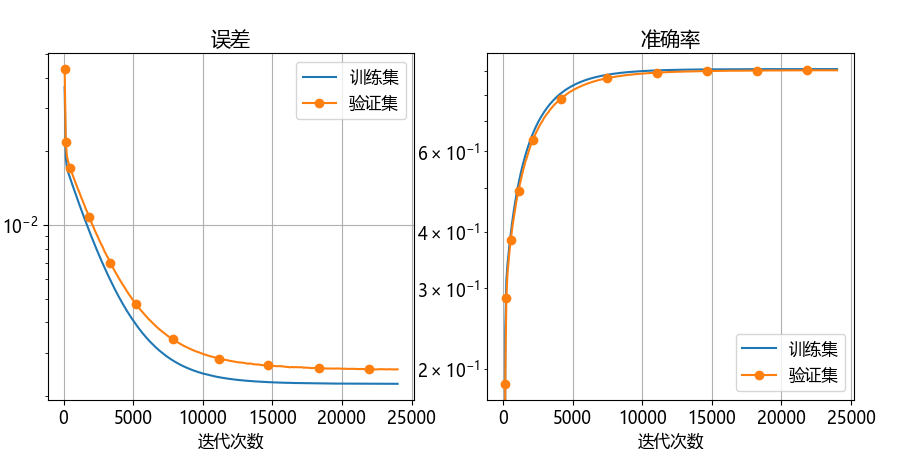 误差
训练集
验证集
10⁻²
0 5000 10000 15000 20000 25000
迭代次数
准确率
6 × 10⁻¹
4 × 10⁻¹
3 × 10⁻¹
2 × 10⁻¹
训练集
验证集
0 5000 10000 15000 20000 25000
迭代次数